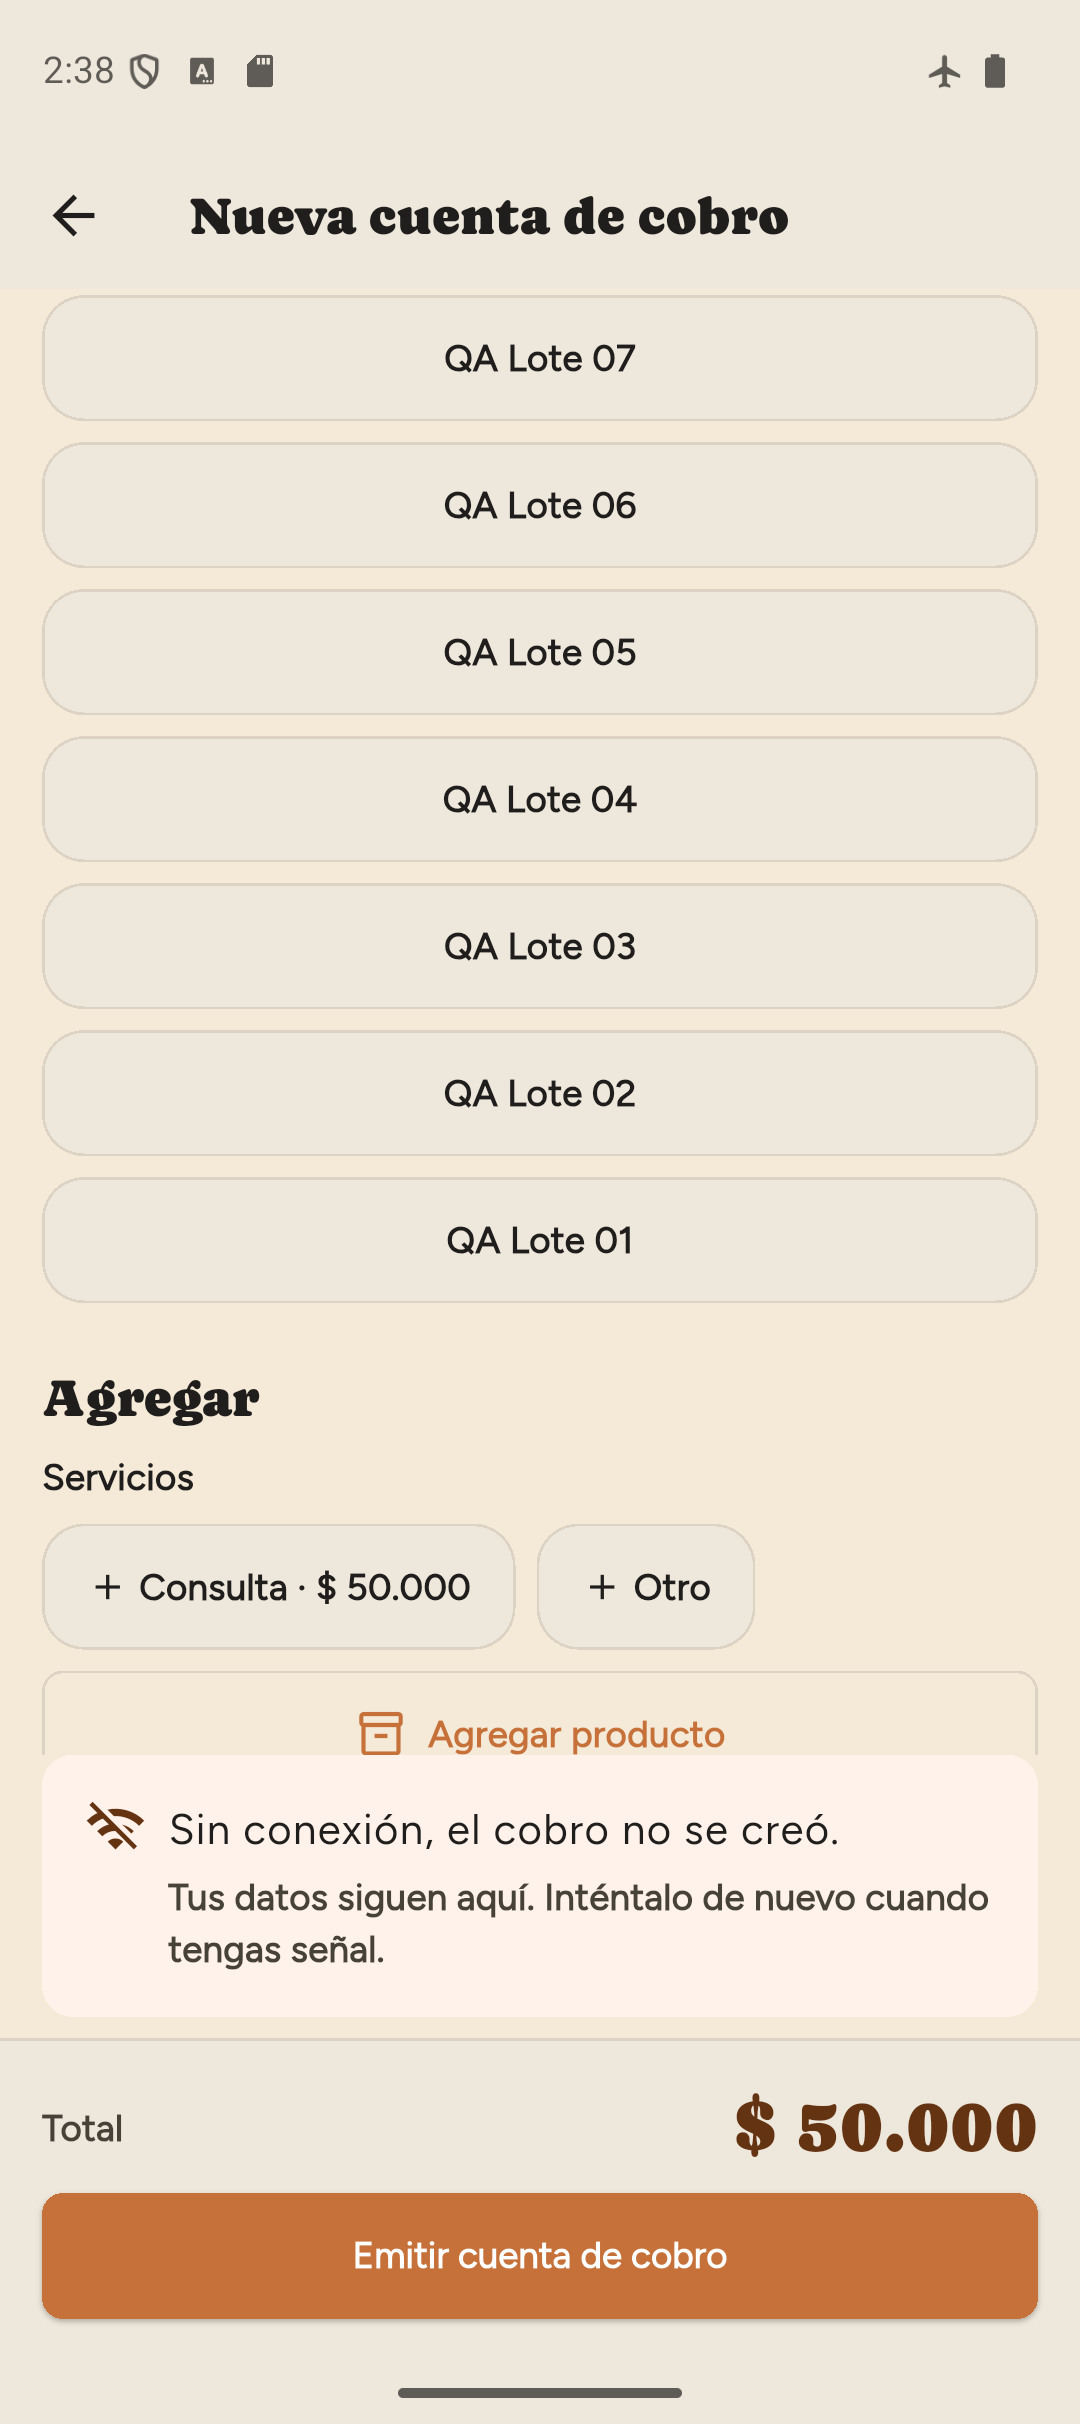 2:38
Nueva cuenta de cobro
QA Lote 07
QA Lote 06
QA Lote 05
QA Lote 04
QA Lote 03
QA Lote 02
QA Lote 01
Agregar
Servicios
+ Consulta · $ 50.000
+ Otro
Agregar producto
Sin conexión, el cobro no se creó.
Tus datos siguen aquí. Inténtalo de nuevo cuando
tengas señal.
Total
$ 50.000
Emitir cuenta de cobro